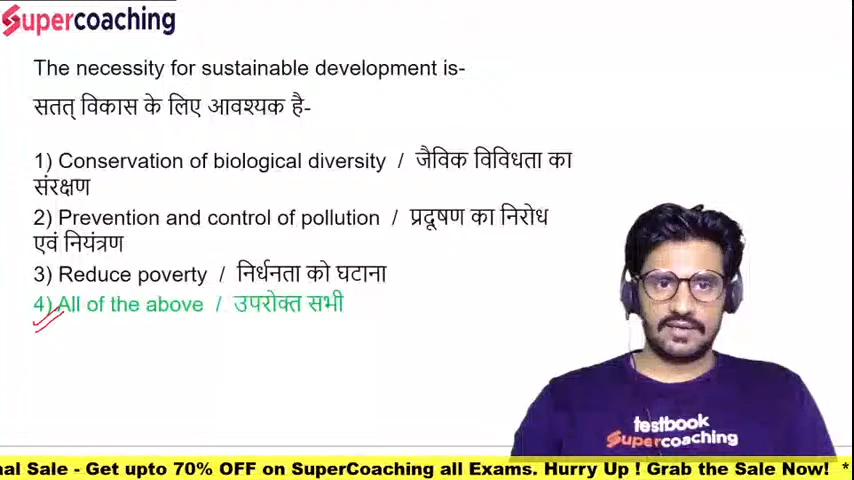 Supercoaching
The necessity for sustainable development is-
सतत् विकास के लिए आवश्यक है-
1) Conservation of biological diversity / जैविक विविधता का
संरक्षण
2) Prevention and control of pollution / प्रदूषण का निरोध
एवं नियंत्रण
3) Reduce poverty / निर्धनता को घटाना
4) All of the above / उपरोक्त सभी
testbook
Supercoaching
nal Sale - Get upto 70% OFF on SuperCoaching all Exams. Hurry Up ! Grab the Sale Now! *